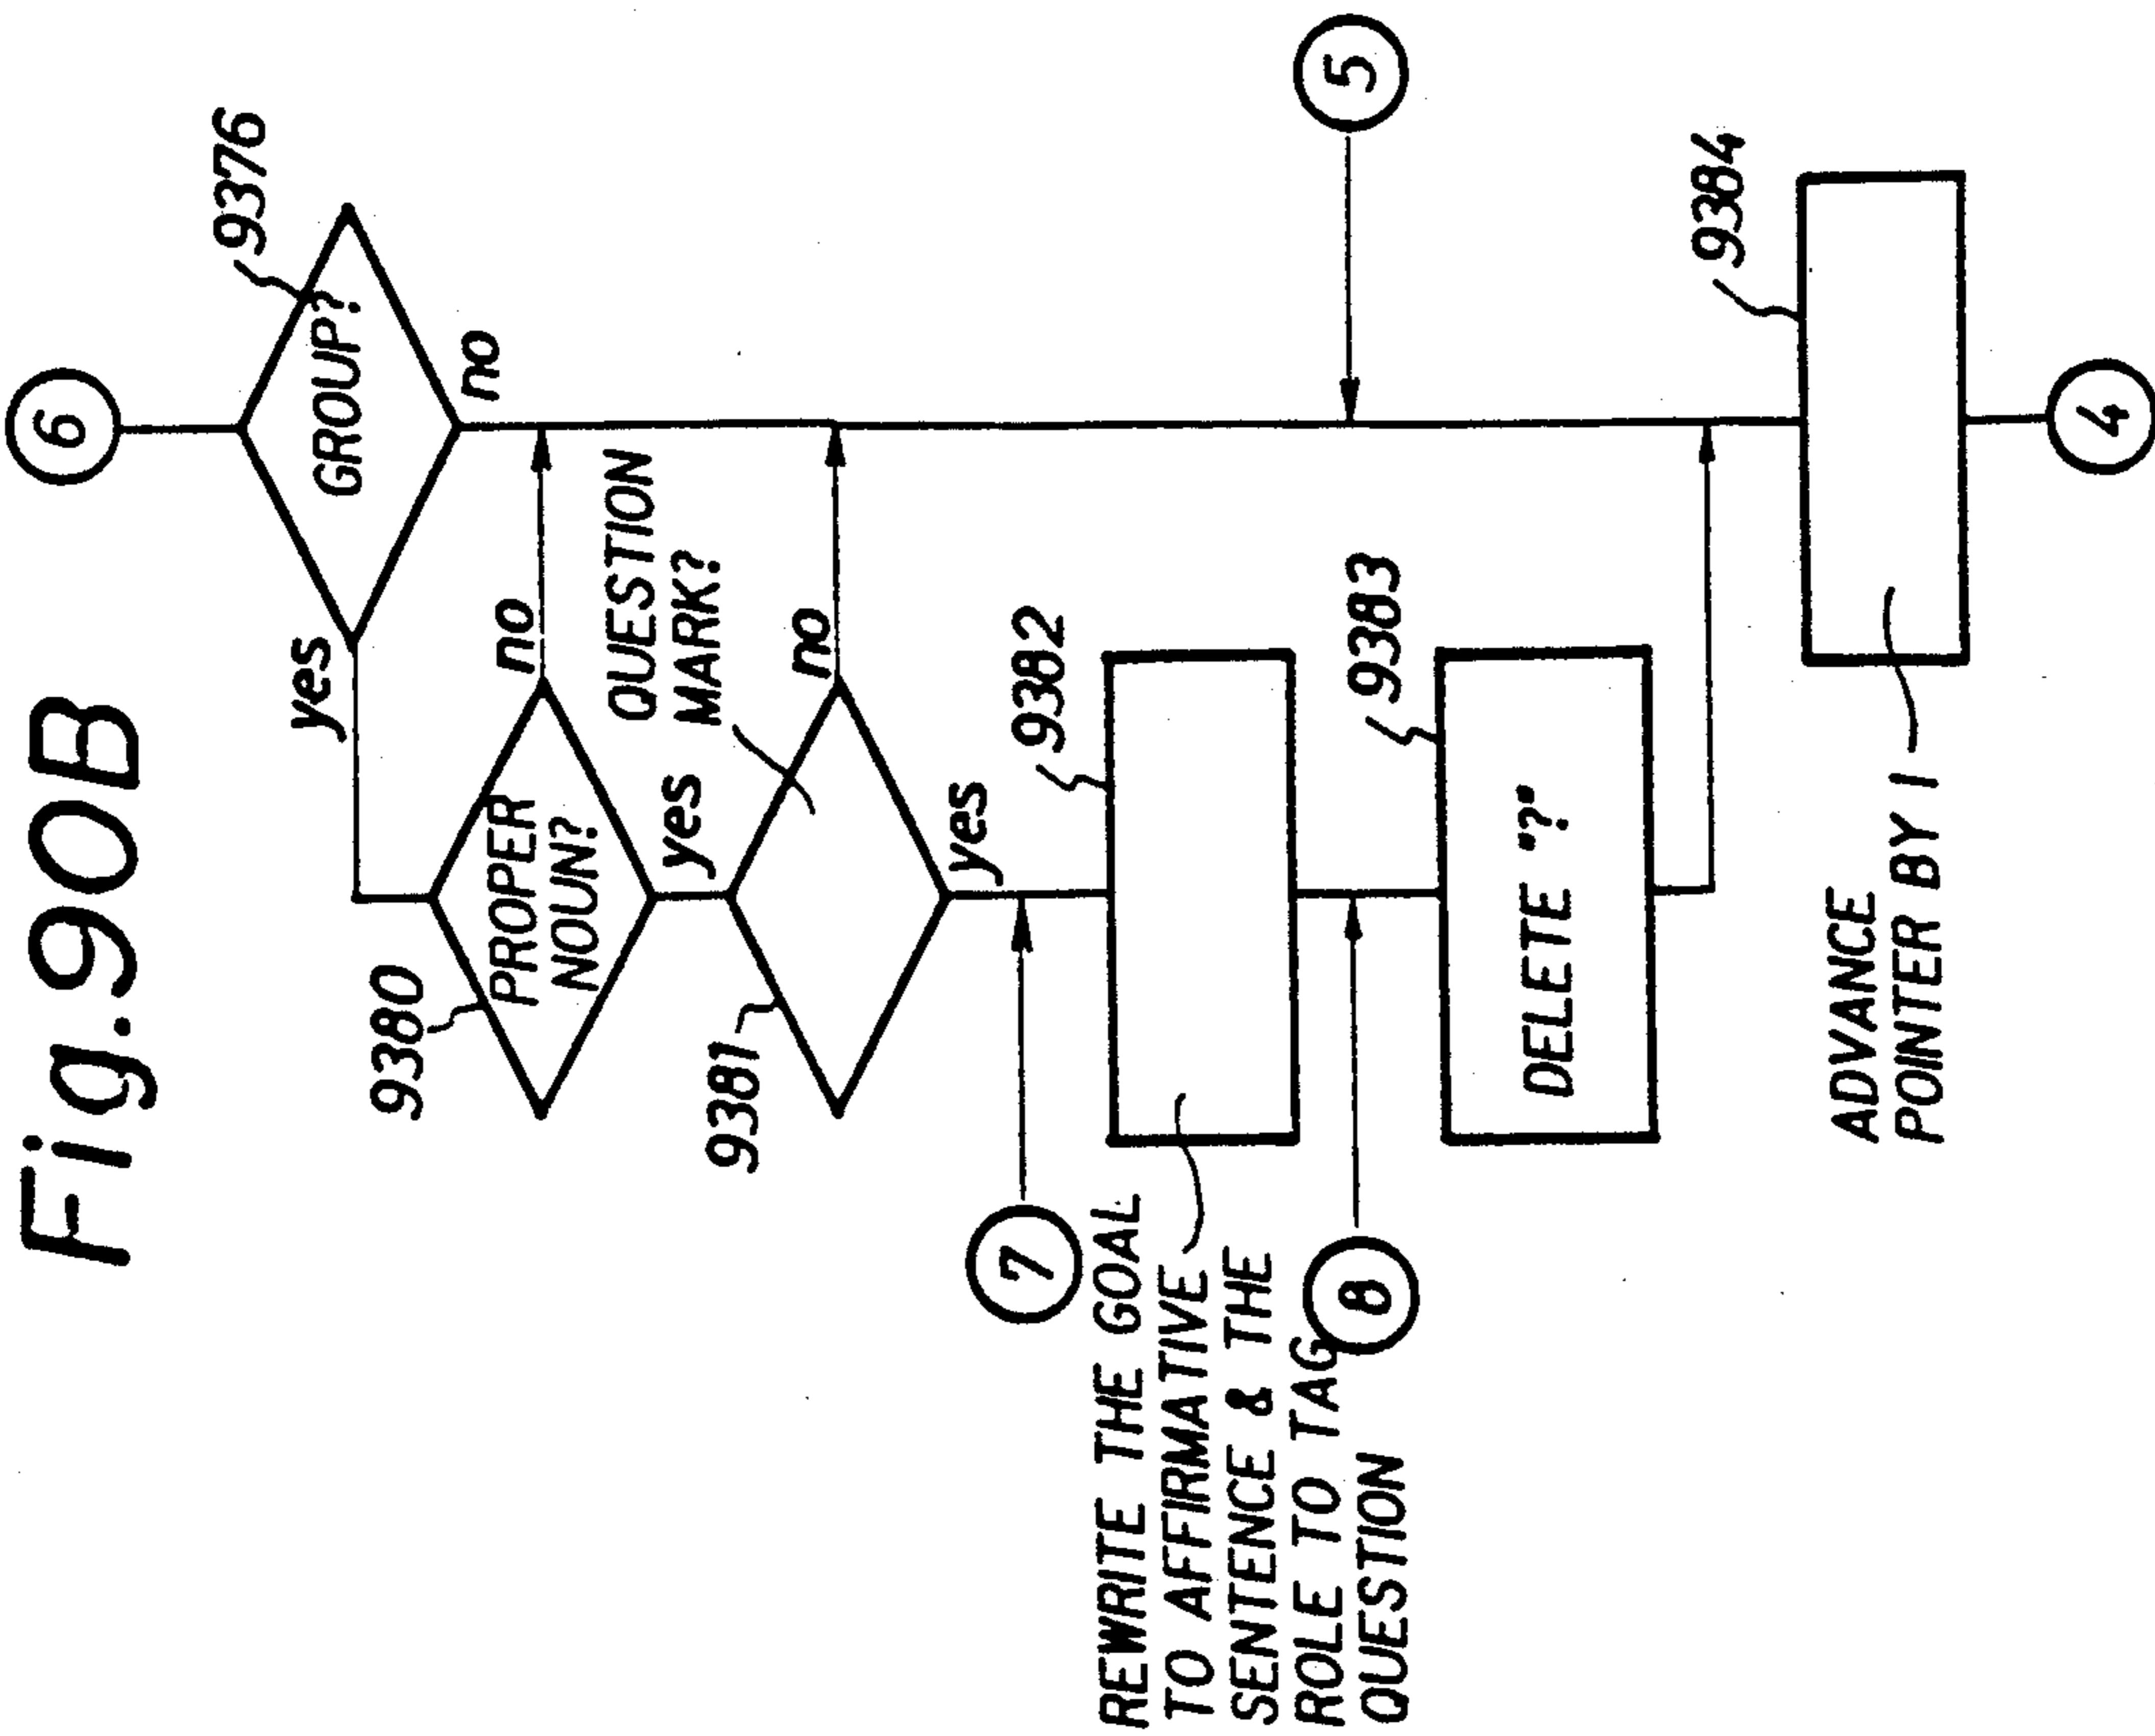 Fig. 90B
6
9376
GROUP?
yes
no
9380
PROPER
NOUN?
no
yes
QUESTION
MARK?
9381
no
yes
7
9382
REWRITE THE GOAL
TO AFFIRMATIVE
SENTENCE & THE
ROLE TO TAG
QUESTION
8
9383
DELETE "?"
5
9384
ADVANCE
POINTER BY 1
4